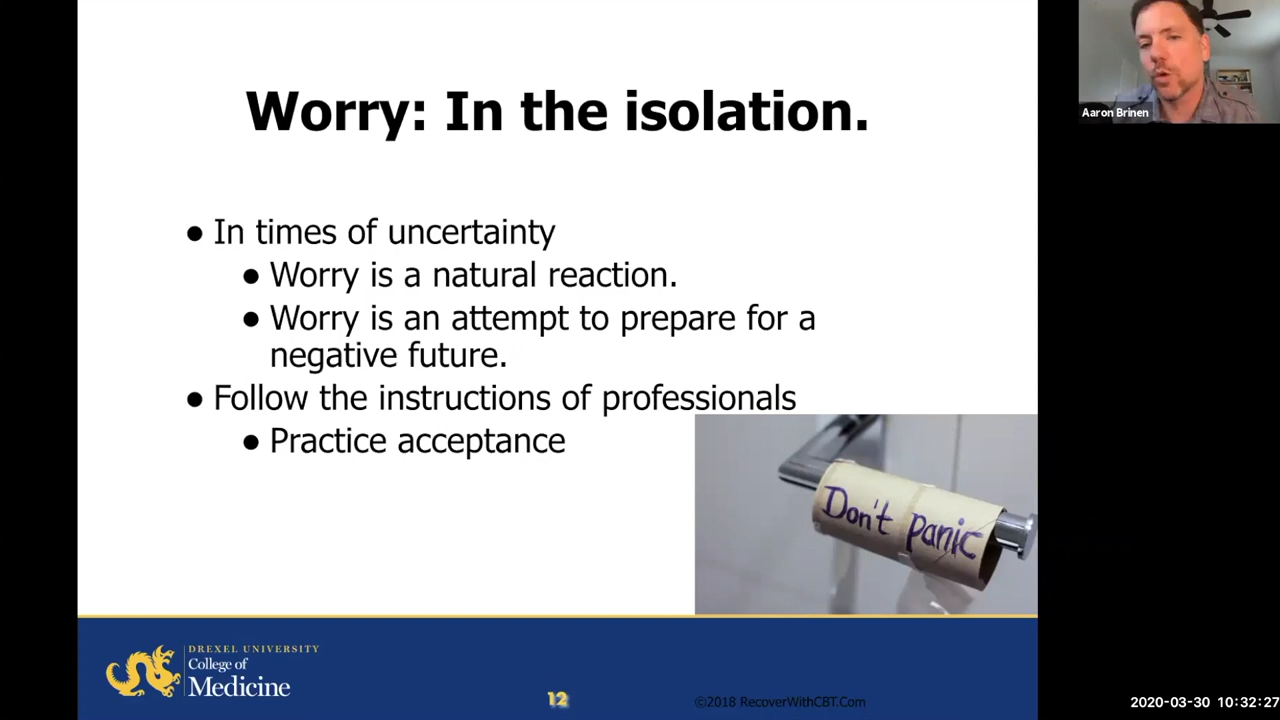 Worry: In the isolation.
● In times of uncertainty
● Worry is a natural reaction.
● Worry is an attempt to prepare for a
negative future.
● Follow the instructions of professionals
● Practice acceptance
Don't panic
DREXEL UNIVERSITY
College of
Medicine
12
©2018 RecoverWithCBT.Com
Aaron Brinen
2020-03-30 10:32:27